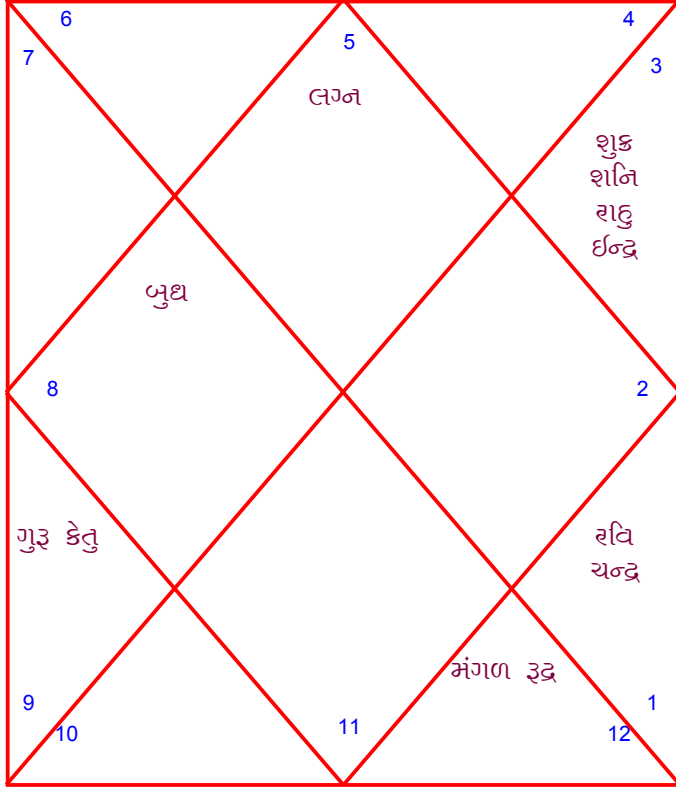 6
5
4
7
3
લગ્ન
શુક્ર
શનિ
રાહુ
ઈન્દ્ર
બુધ
8
2
ગુરૂ કેતુ
રવિ
ચન્દ્ર
મંગળ રૂદ્ર
9
1
10
11
12